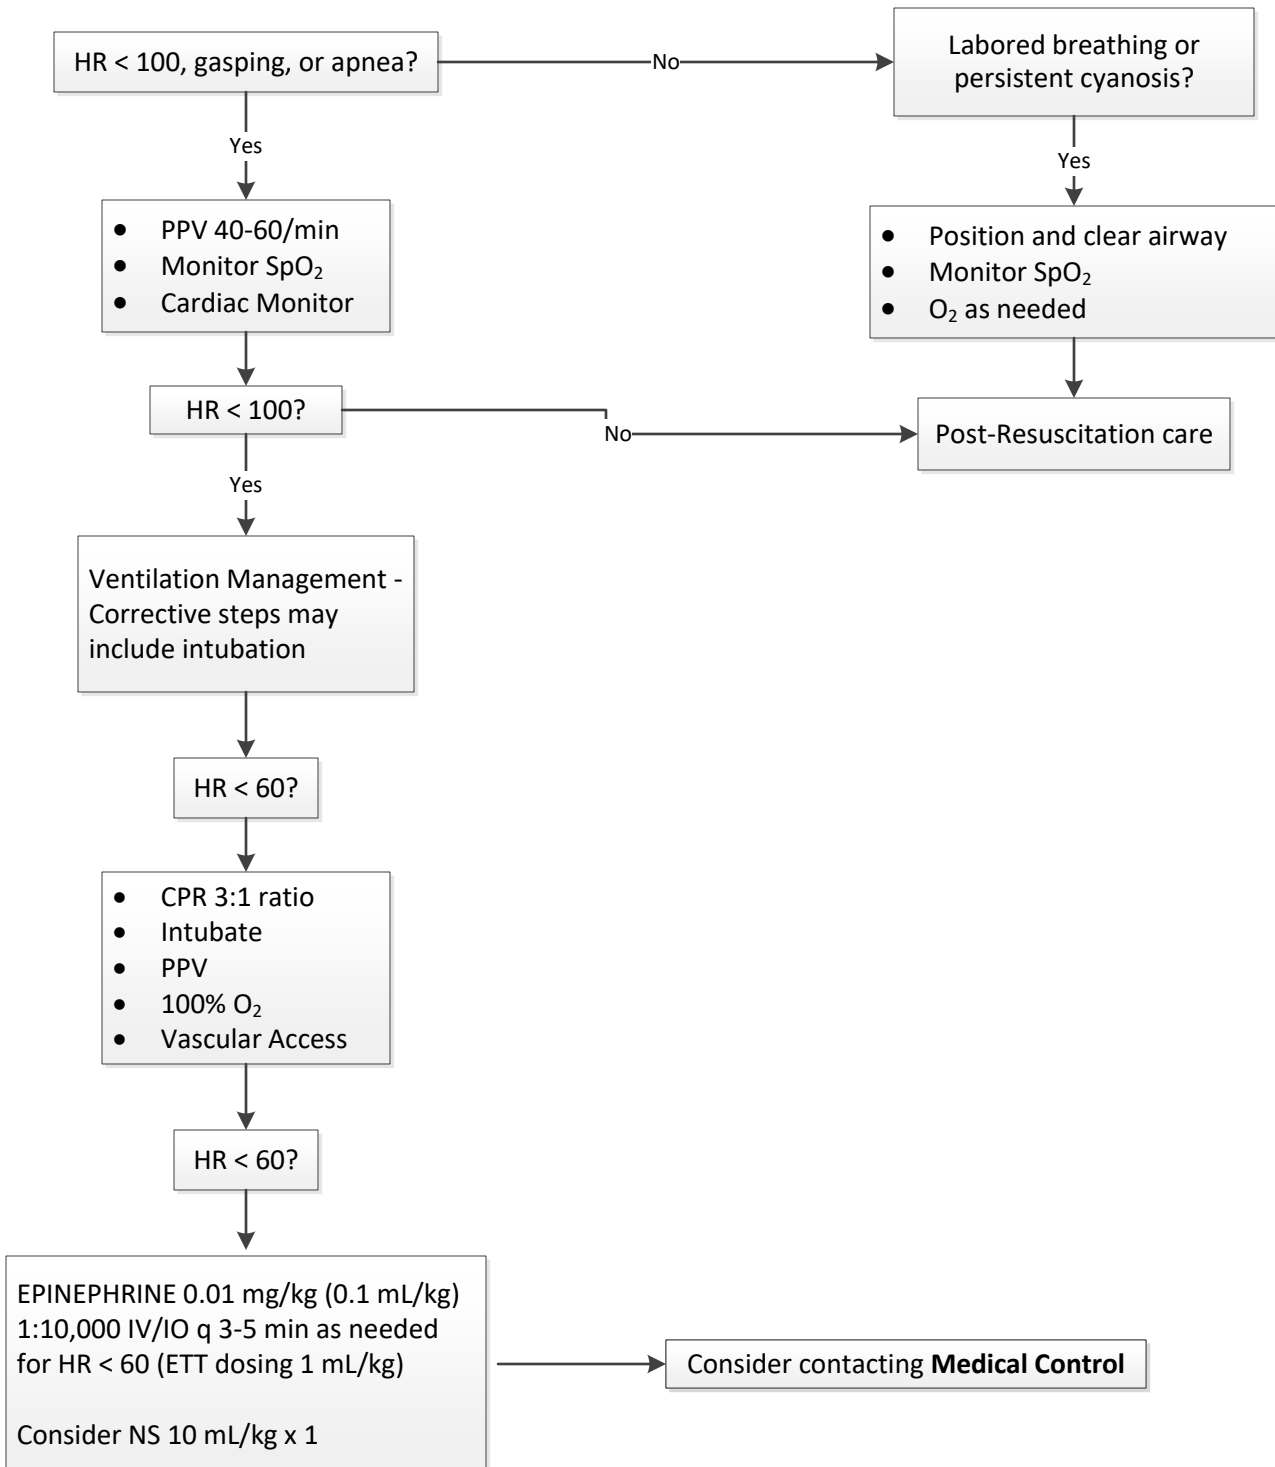 HR < 100, gasping, or apnea?
No
Labored breathing or
persistent cyanosis?
Yes
Yes
● PPV 40-60/min
● Monitor SpO₂
● Cardiac Monitor
● Position and clear airway
● Monitor SpO₂
● O₂ as needed
HR < 100?
No
Post-Resuscitation care
Yes
Ventilation Management -
Corrective steps may
include intubation
HR < 60?
● CPR 3:1 ratio
● Intubate
● PPV
● 100% O₂
● Vascular Access
HR < 60?
EPINEPHRINE 0.01 mg/kg (0.1 mL/kg)
1:10,000 IV/IO q 3-5 min as needed
for HR < 60 (ETT dosing 1 mL/kg)
Consider NS 10 mL/kg x 1
Consider contacting Medical Control